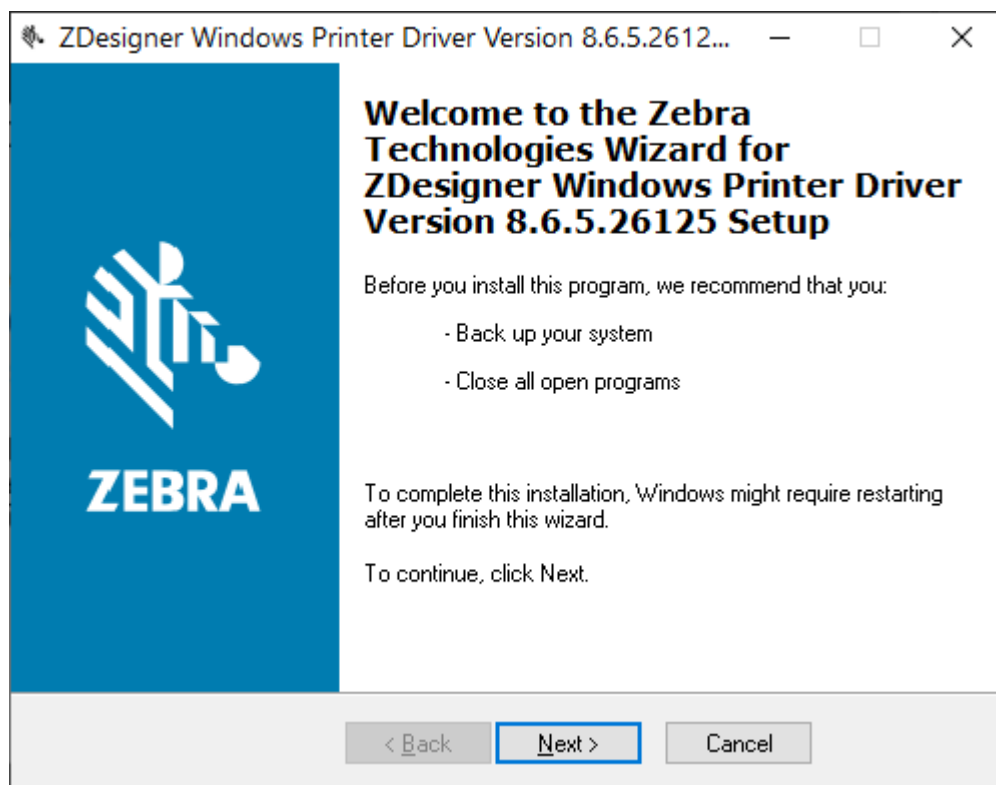 ZDesigner Windows Printer Driver Version 8.6.5.2612...
Welcome to the Zebra
Technologies Wizard for
ZDesigner Windows Printer Driver
Version 8.6.5.26125 Setup
Before you install this program, we recommend that you:
- Back up your system
- Close all open programs
ZEBRA
To complete this installation, Windows might require restarting
after you finish this wizard.
To continue, click Next.
< Back
Next >
Cancel